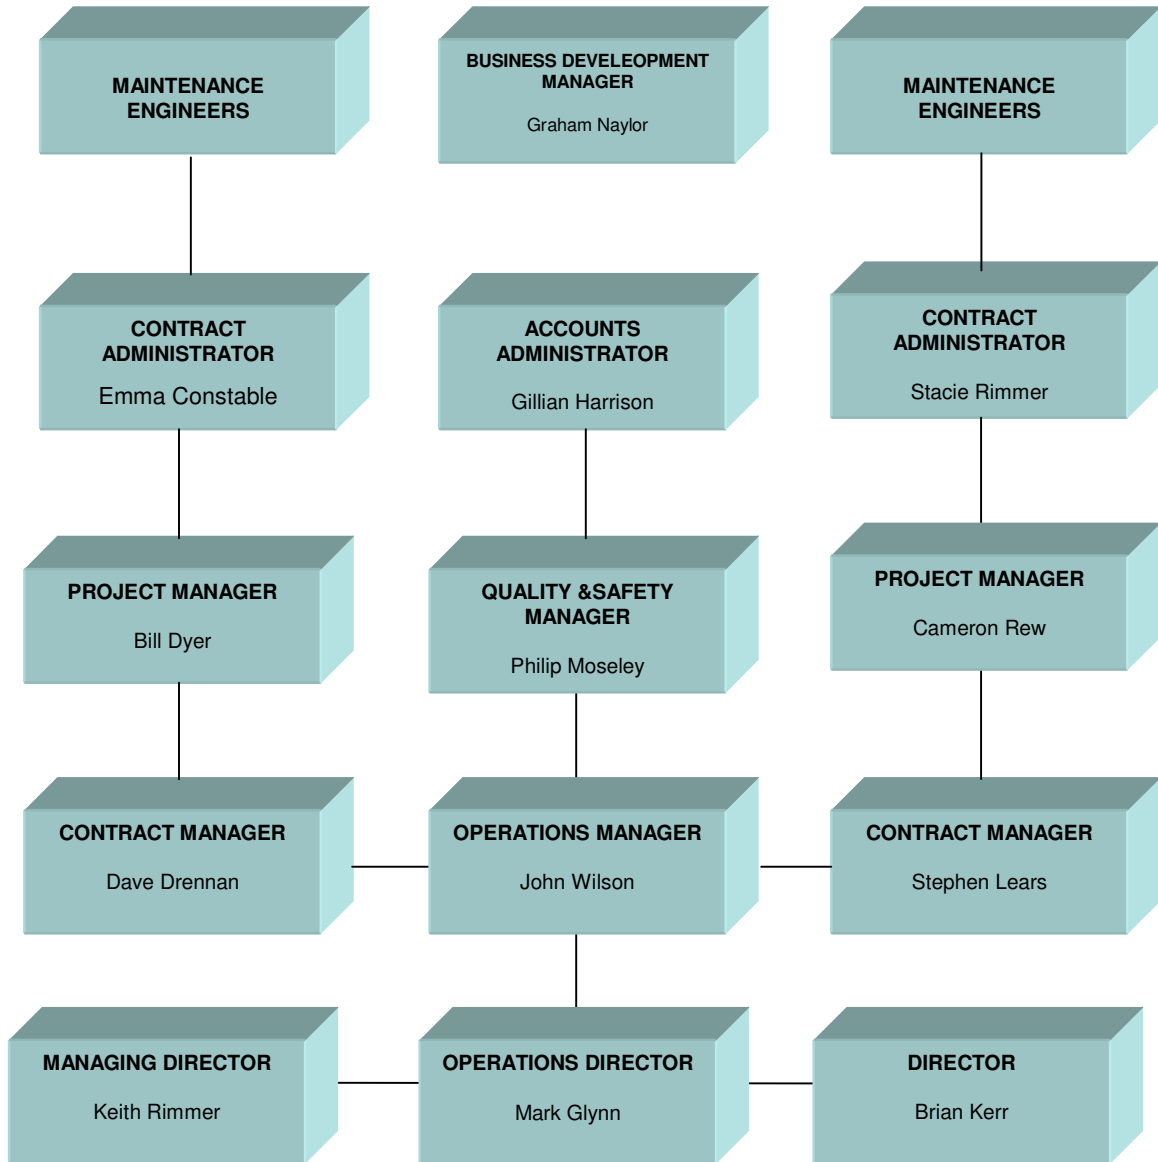 MAINTENANCE
ENGINEERS
BUSINESS DEVELEOPMENT
MANAGER
Graham Naylor
MAINTENANCE
ENGINEERS
CONTRACT
ADMINISTRATOR
Emma Constable
ACCOUNTS
ADMINISTRATOR
Gillian Harrison
CONTRACT
ADMINISTRATOR
Stacie Rimmer
PROJECT MANAGER
Bill Dyer
QUALITY &SAFETY
MANAGER
Philip Moseley
PROJECT MANAGER
Cameron Rew
CONTRACT MANAGER
Dave Drennan
OPERATIONS MANAGER
John Wilson
CONTRACT MANAGER
Stephen Lears
MANAGING DIRECTOR
Keith Rimmer
OPERATIONS DIRECTOR
Mark Glynn
DIRECTOR
Brian Kerr